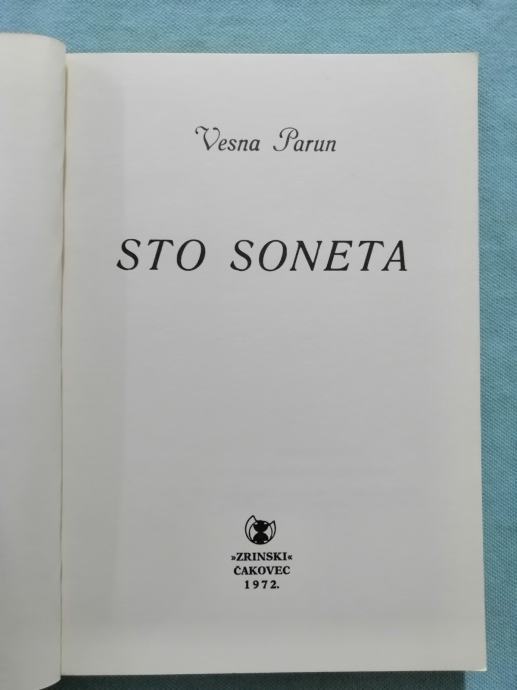 Vesna Parun
STO SONETA
»ZRINSKI«
ČAKOVEC
1972.